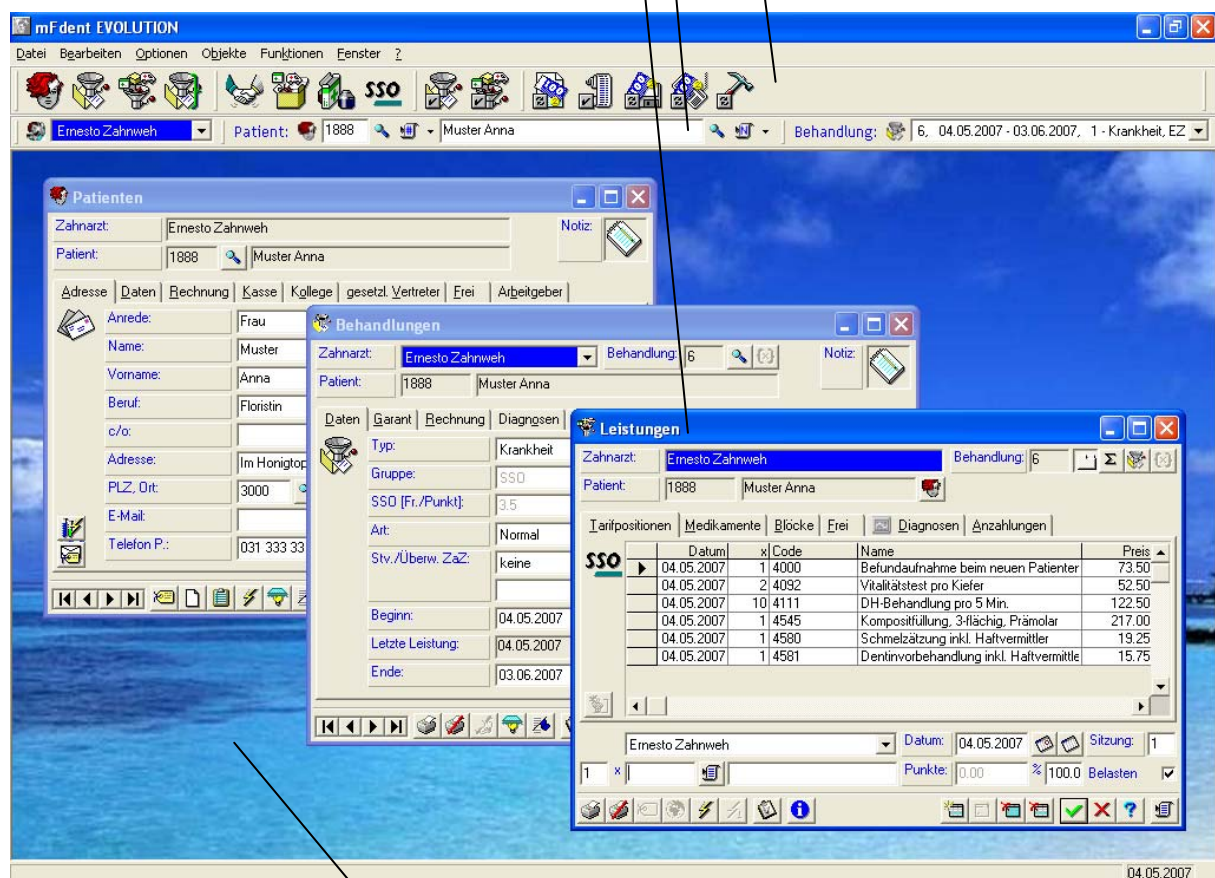 mFdent EVOLUTION
Datei Bearbeiten Optionen Objekte Funktionen Fenster ?
SSO
Ernesto Zahnweh Patient: 1888 Muster Anna Behandlung: 6, 04.05.2007 - 03.06.2007, 1 - Krankheit, EZ
Patienten
Zahnarzt: Ernesto Zahnweh Notiz:
Patient: 1888 Muster Anna
Adresse Daten Rechnung Kasse Kollege gesetzl. Vertreter Frei Arbeitgeber
Anrede: Frau
Name: Muster
Vorname: Anna
Beruf: Floristin
c/o:
Adresse: Im Honigtop
PLZ, Ort: 3000
E-Mail:
Telefon P.: 031 333 33
Behandlungen
Zahnarzt: Ernesto Zahnweh Behandlung: 6 Notiz:
Patient: 1888 Muster Anna
Daten Garant Rechnung Diagnosen
Typ: Krankheit
Gruppe: SSO
SSO [Fr./Punkt]: 3.5
Art: Normal
Stv./Überw. ZaZ: keine
Beginn: 04.05.2007
Letzte Leistung: 04.05.2007
Ende: 03.06.2007
Leistungen
Zahnarzt: Ernesto Zahnweh Behandlung: 6 Σ
Patient: 1888 Muster Anna
Tarifpositionen Medikamente Blöcke Frei Diagnosen Anzahlungen
SSO
Datum x Code Name Preis
04.05.2007 1 4000 Befundaufnahme beim neuen Patienter 73.50
04.05.2007 2 4092 Vitalitätstest pro Kiefer 52.50
04.05.2007 10 4111 DH-Behandlung pro 5 Min. 122.50
04.05.2007 1 4545 Kompositfüllung, 3-flächig, Prämolar 217.00
04.05.2007 1 4580 Schmelzätzung inkl. Haftvermittler 19.25
04.05.2007 1 4581 Dentinvorbehandlung inkl. Haftvermittle 15.75
Ernesto Zahnweh Datum: 04.05.2007 Sitzung: 1
1 x Punkte: 0.00 % 100.0 Belasten
04.05.2007